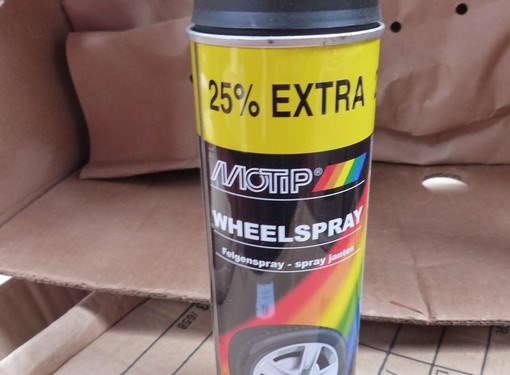 25% EXTRA
MOTIP®
WHEELSPRAY
Felgenspray - spray jantes